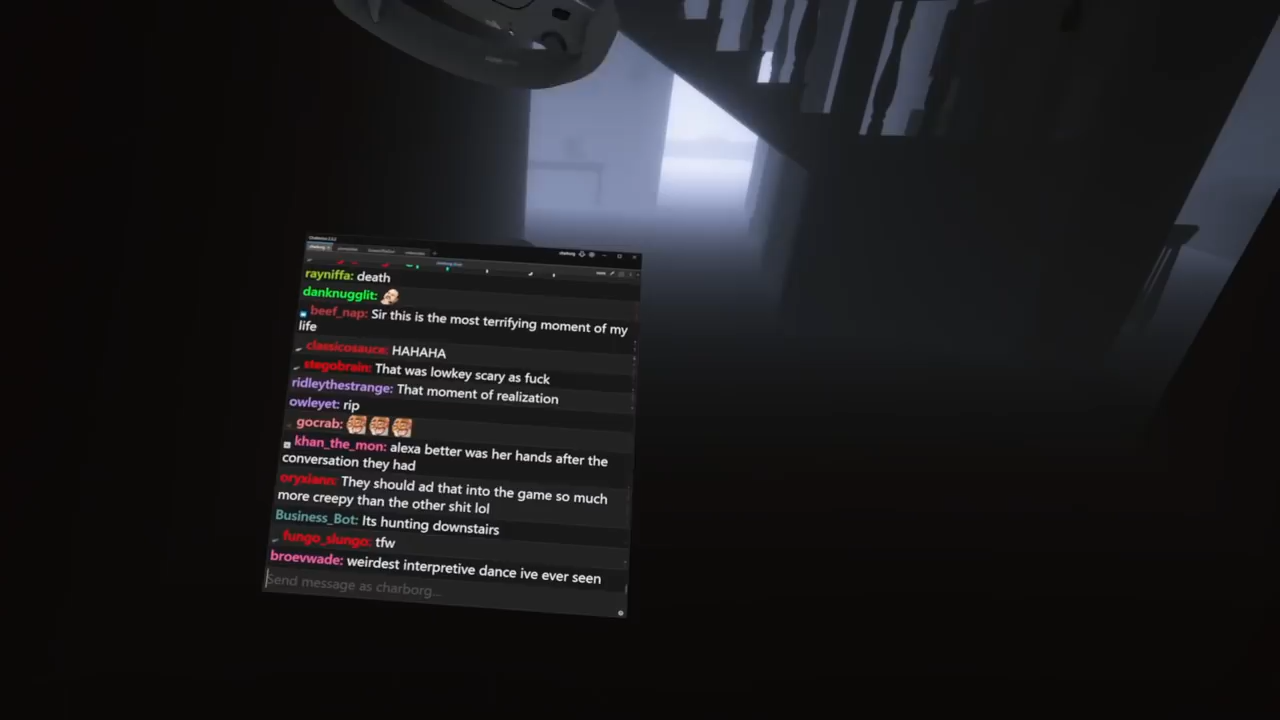 charborg
rayniffa: death
danknugglit:
beef_nap: Sir this is the most terrifying moment of my
life
classicosauce: HAHAHA
stegobrain: That was lowkey scary as fuck
ridleythestrange: That moment of realization
owleyet: rip
gocrab:
khan_the_mon: alexa better was her hands after the
conversation they had
oryxiann: They should ad that into the game so much
more creepy than the other shit lol
Business_Bot: Its hunting downstairs
fungo_slungo: tfw
broevwade: weirdest interpretive dance ive ever seen
Send message as charborg...